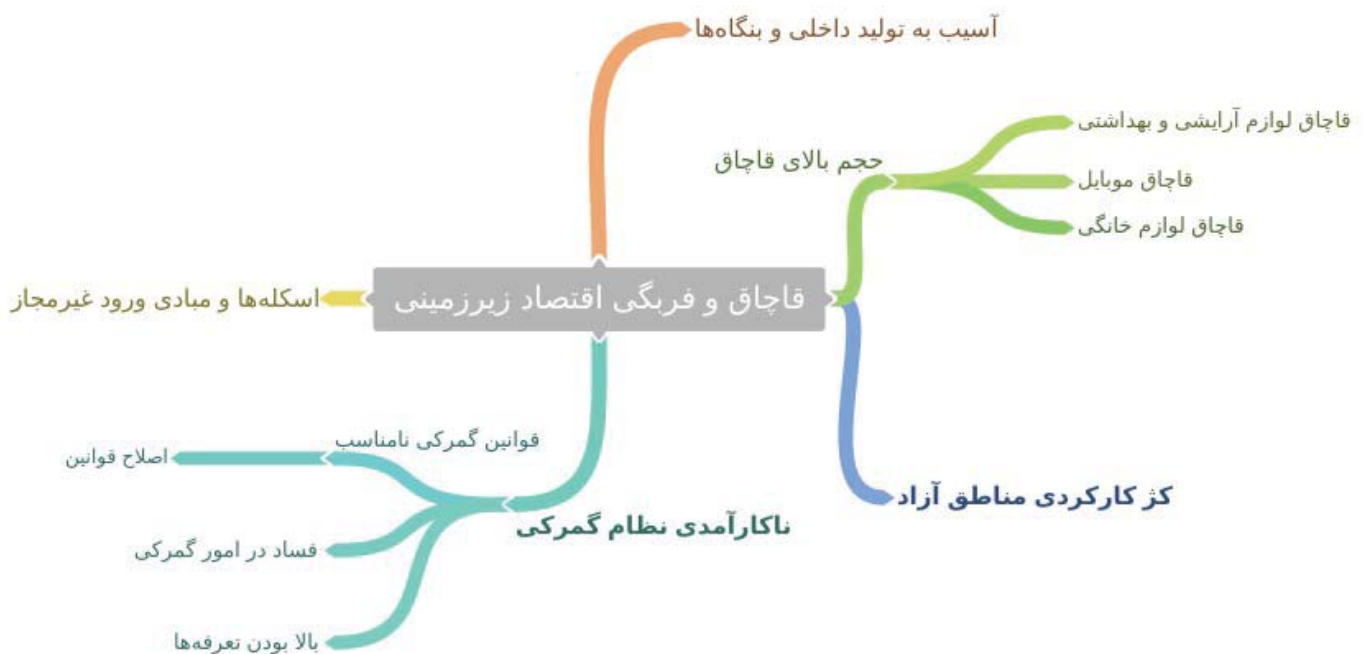 آسیب به تولید داخلی و بنگاه‌ها
قاچاق لوازم آرایشی و بهداشتی
حجم بالای قاچاق
قاچاق موبایل
قاچاق لوازم خانگی
قاچاق و فربگی اقتصاد زیرزمینی
اسکله‌ها و مبادی ورود غیرمجاز
کژ کارکردی مناطق آزاد
ناکارآمدی نظام گمرکی
قوانین گمرکی نامناسب
اصلاح قوانین
فساد در امور گمرکی
بالا بودن تعرفه‌ها